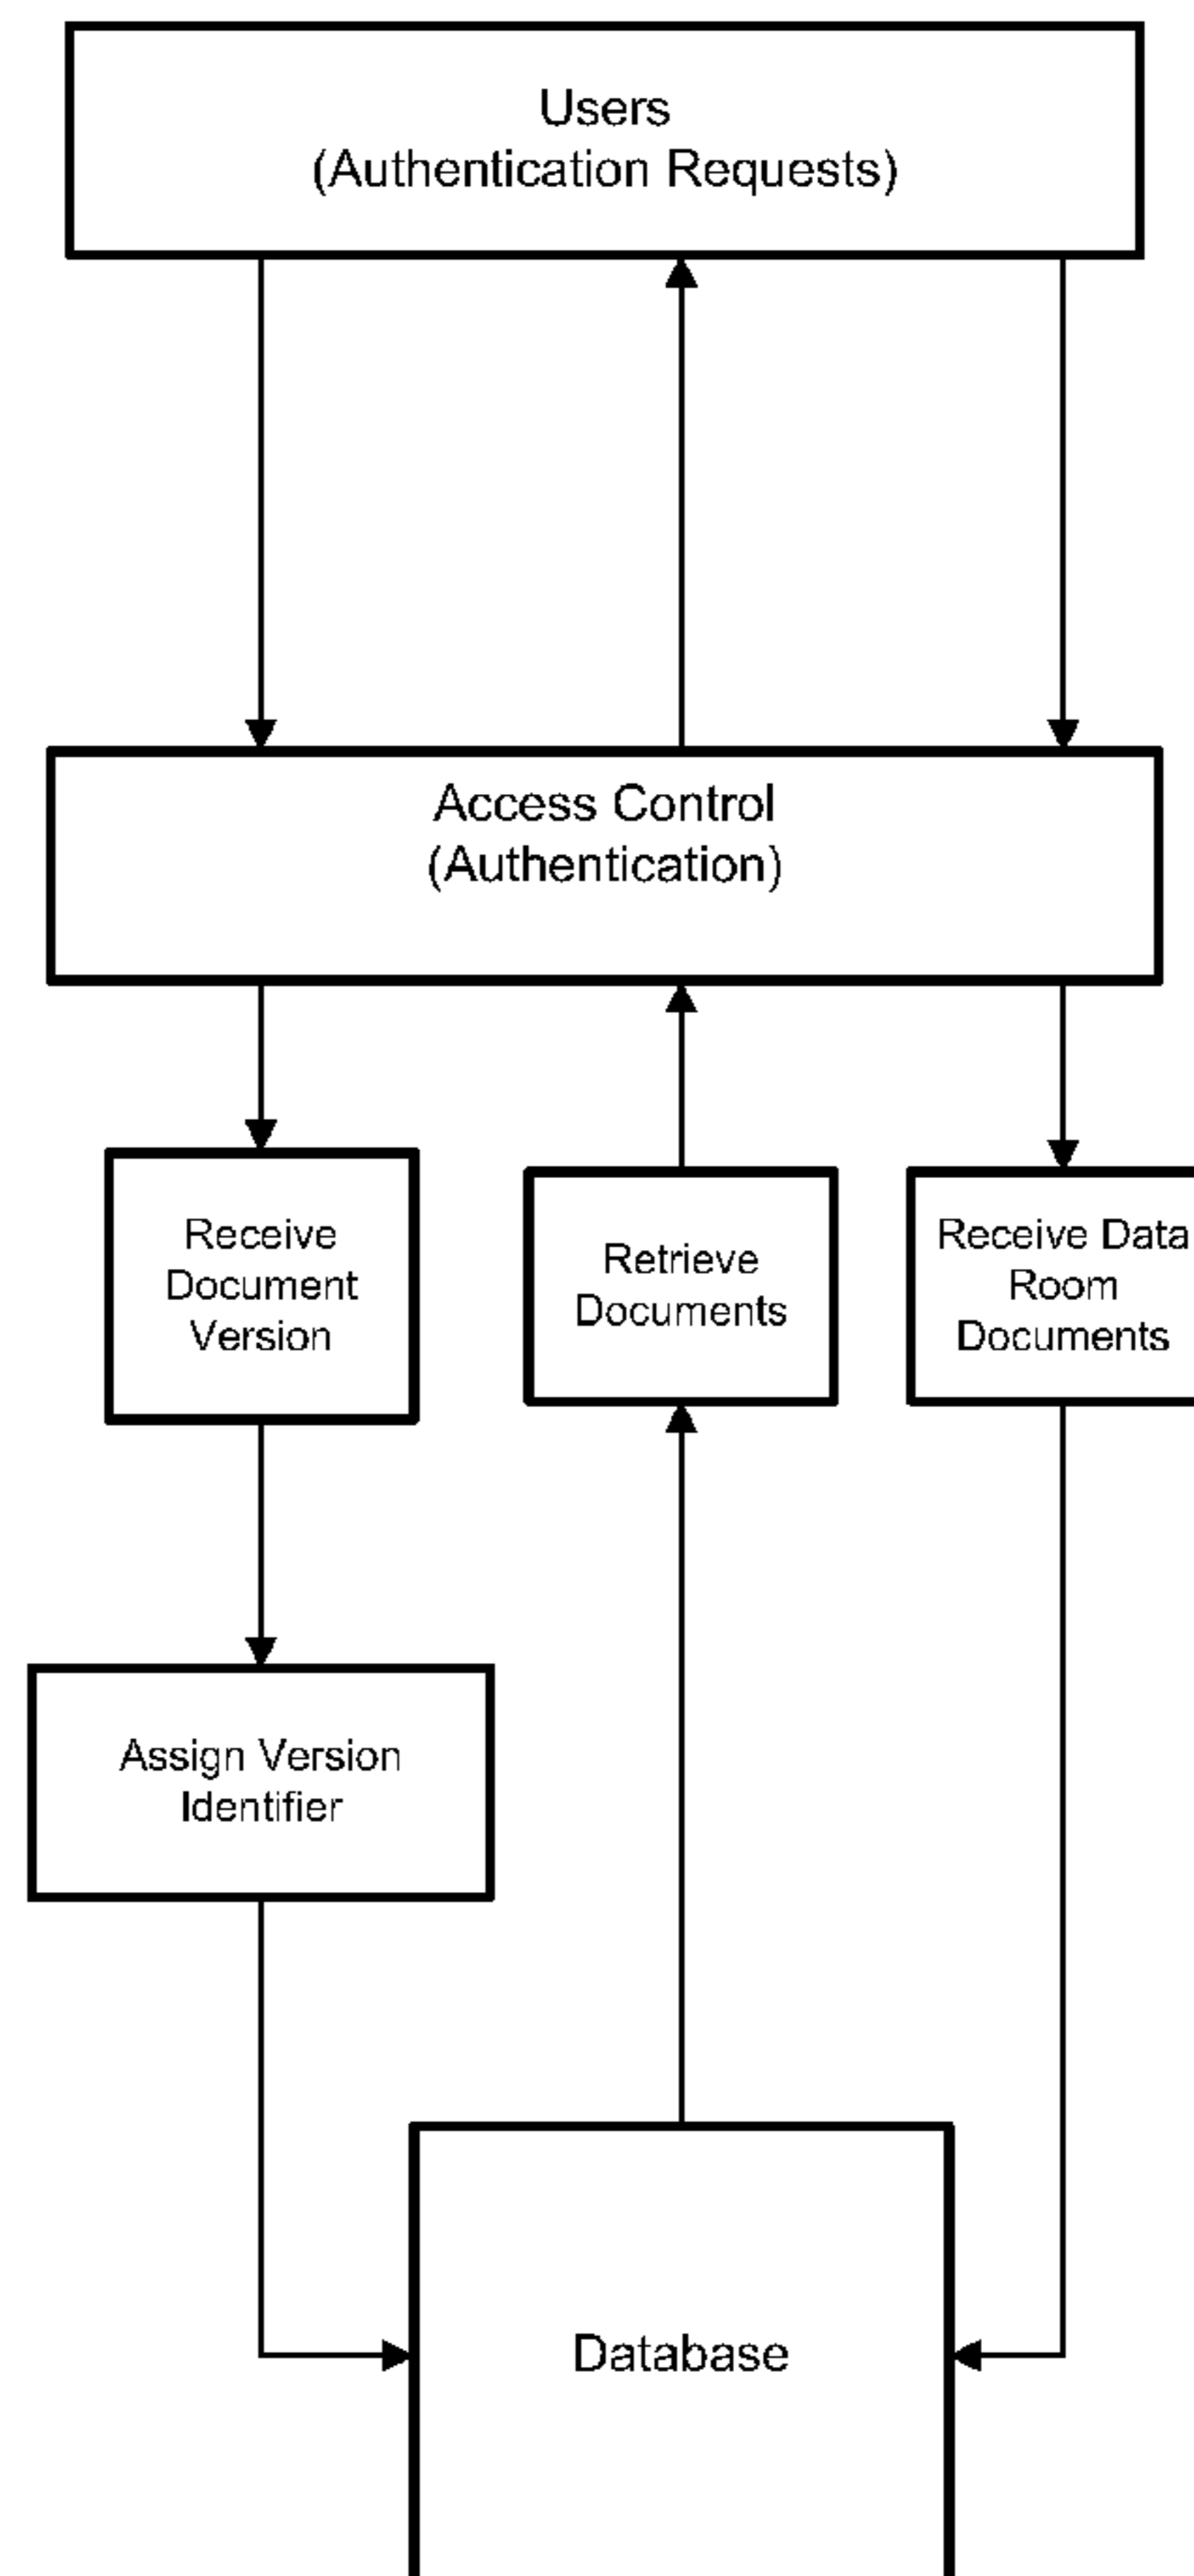 Users
(Authentication Requests)
Access Control
(Authentication)
Receive
Document
Version
Retrieve
Documents
Receive Data
Room
Documents
Assign Version
Identifier
Database